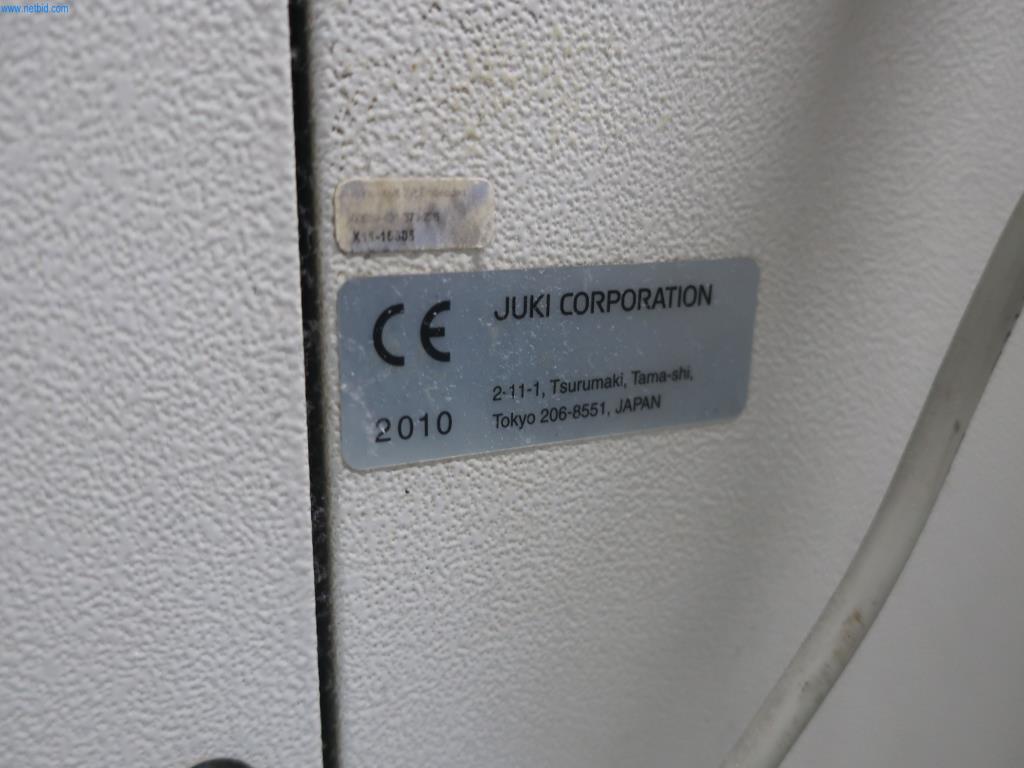 www.netbid.com
CE
JUKI CORPORATION
2-11-1, Tsurumaki, Tama-shi,
Tokyo 206-8551, JAPAN
2010